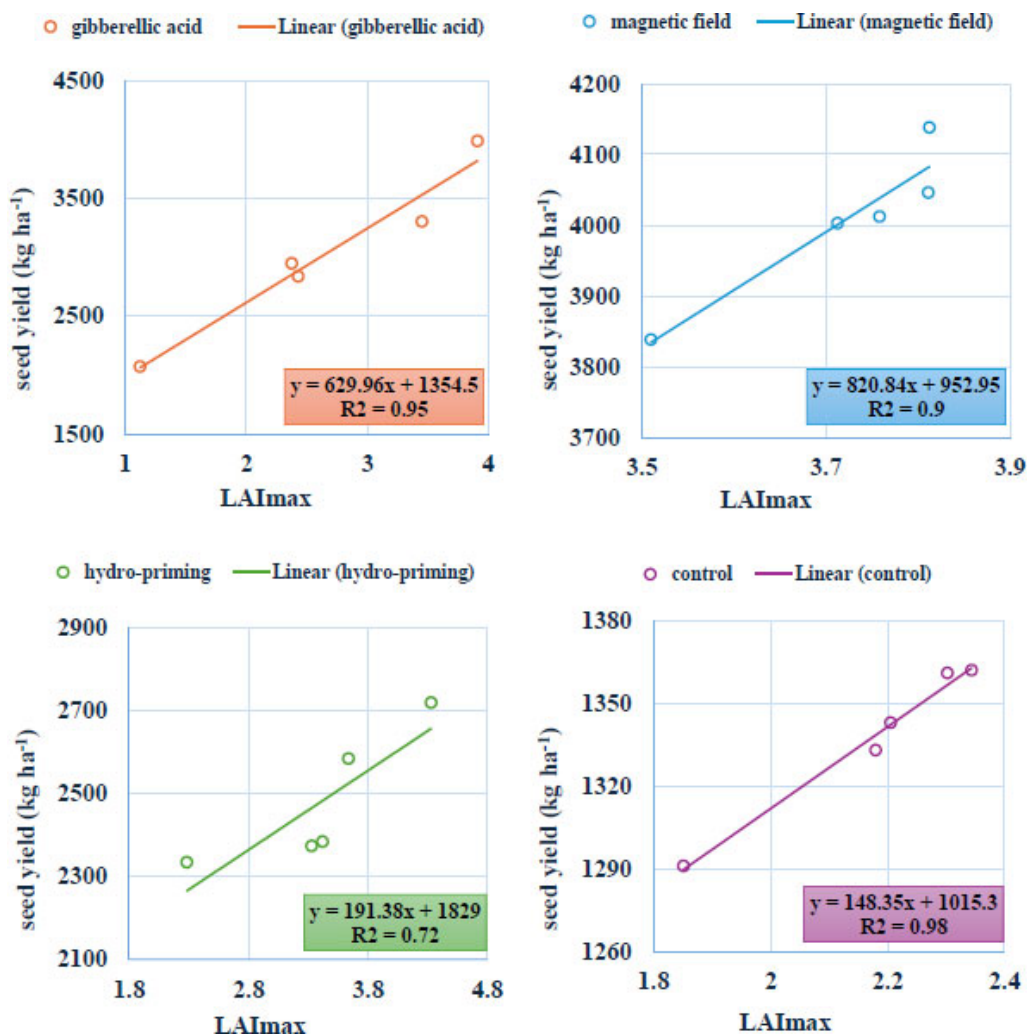 gibberellic acid Linear (gibberellic acid)
4500
3500
2500
1500
seed yield (kg ha-1)
y = 629.96x + 1354.5
R2 = 0.95
1 2 3 4
LAImax
magnetic field Linear (magnetic field)
4200
4100
4000
3900
3800
3700
seed yield (kg ha-1)
y = 820.84x + 952.95
R2 = 0.9
3.5 3.7 3.9
LAImax
hydro-priming Linear (hydro-priming)
2900
2700
2500
2300
2100
seed yield (kg ha-1)
y = 191.38x + 1829
R2 = 0.72
1.8 2.8 3.8 4.8
LAImax
control Linear (control)
1380
1350
1320
1290
1260
seed yield (kg ha-1)
y = 148.35x + 1015.3
R2 = 0.98
1.8 2 2.2 2.4
LAImax